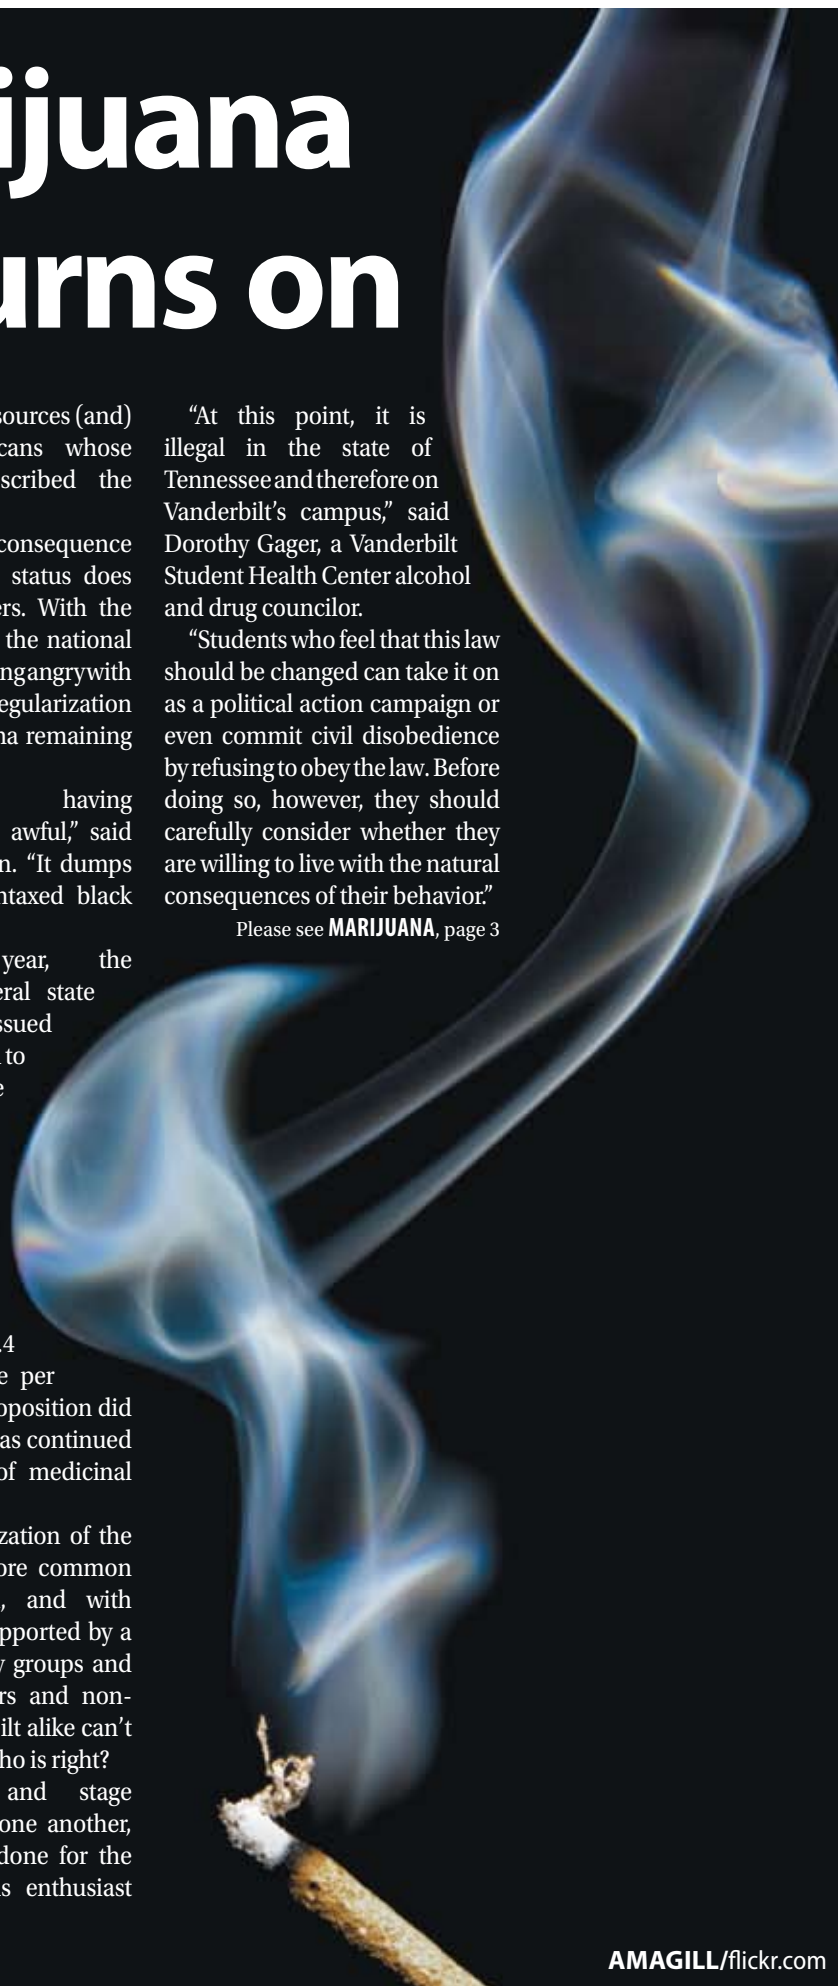 ijuana
urns on
sources (and)
cans whose
scribed the
consequence
status does
ers. With the
the national
ng angry with
egularization
na remaining
having
awful,” said
n. “It dumps
ntaxed black
year, the
eral state
ssued
to
e
.4
e per
oposition did
as continued
of medicinal
zation of the
ore common
, and with
pported by a
y groups and
rs and non-
ilt alike can’t
ho is right?
and stage
one another,
done for the
s enthusiast
“At this point, it is
illegal in the state of
Tennessee and therefore on
Vanderbilt’s campus,” said
Dorothy Gager, a Vanderbilt
Student Health Center alcohol
and drug councilor.
“Students who feel that this law
should be changed can take it on
as a political action campaign or
even commit civil disobedience
by refusing to obey the law. Before
doing so, however, they should
carefully consider whether they
are willing to live with the natural
consequences of their behavior.”
Please see MARIJUANA, page 3
AMAGILL/flickr.com